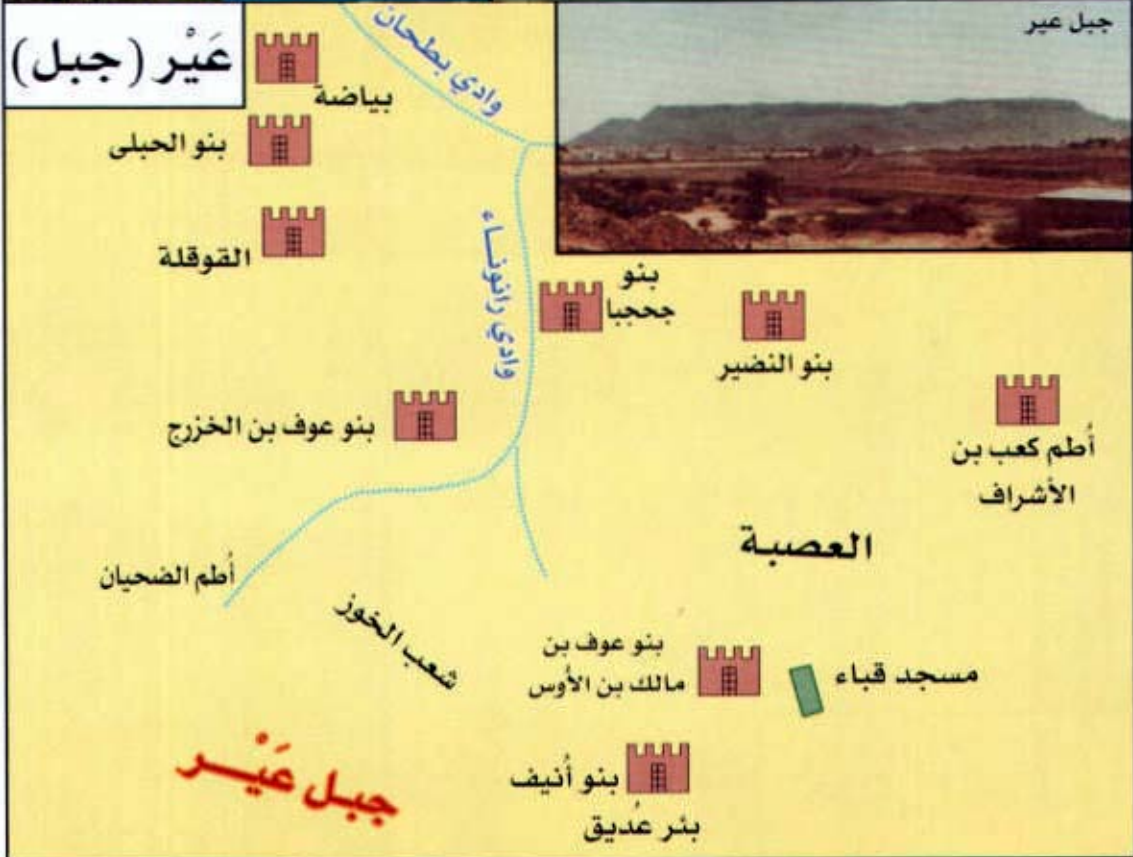 عَيْر (جبل)
جبل عير
وادي بطحان
بياضة
بنو الحبلى
القوقلة
وادي رانوناء
بنو
جحجبا
بنو النضير
بنو عوف بن الخزرج
أُطم كعب بن
الأشراف
العصبة
أُطم الضحيان
شعب الخوز
بنو عوف بن
مالك بن الأوس
مسجد قباء
جبل عَيْر
بنو أُنيف
بئر عُديق